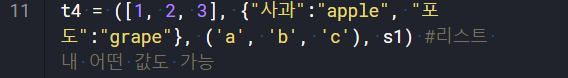 11 t4 = ([1, 2, 3], {"사과":"apple", "포
도":"grape"}, ('a', 'b', 'c'), s1) #리스트
내 어떤 값도 가능